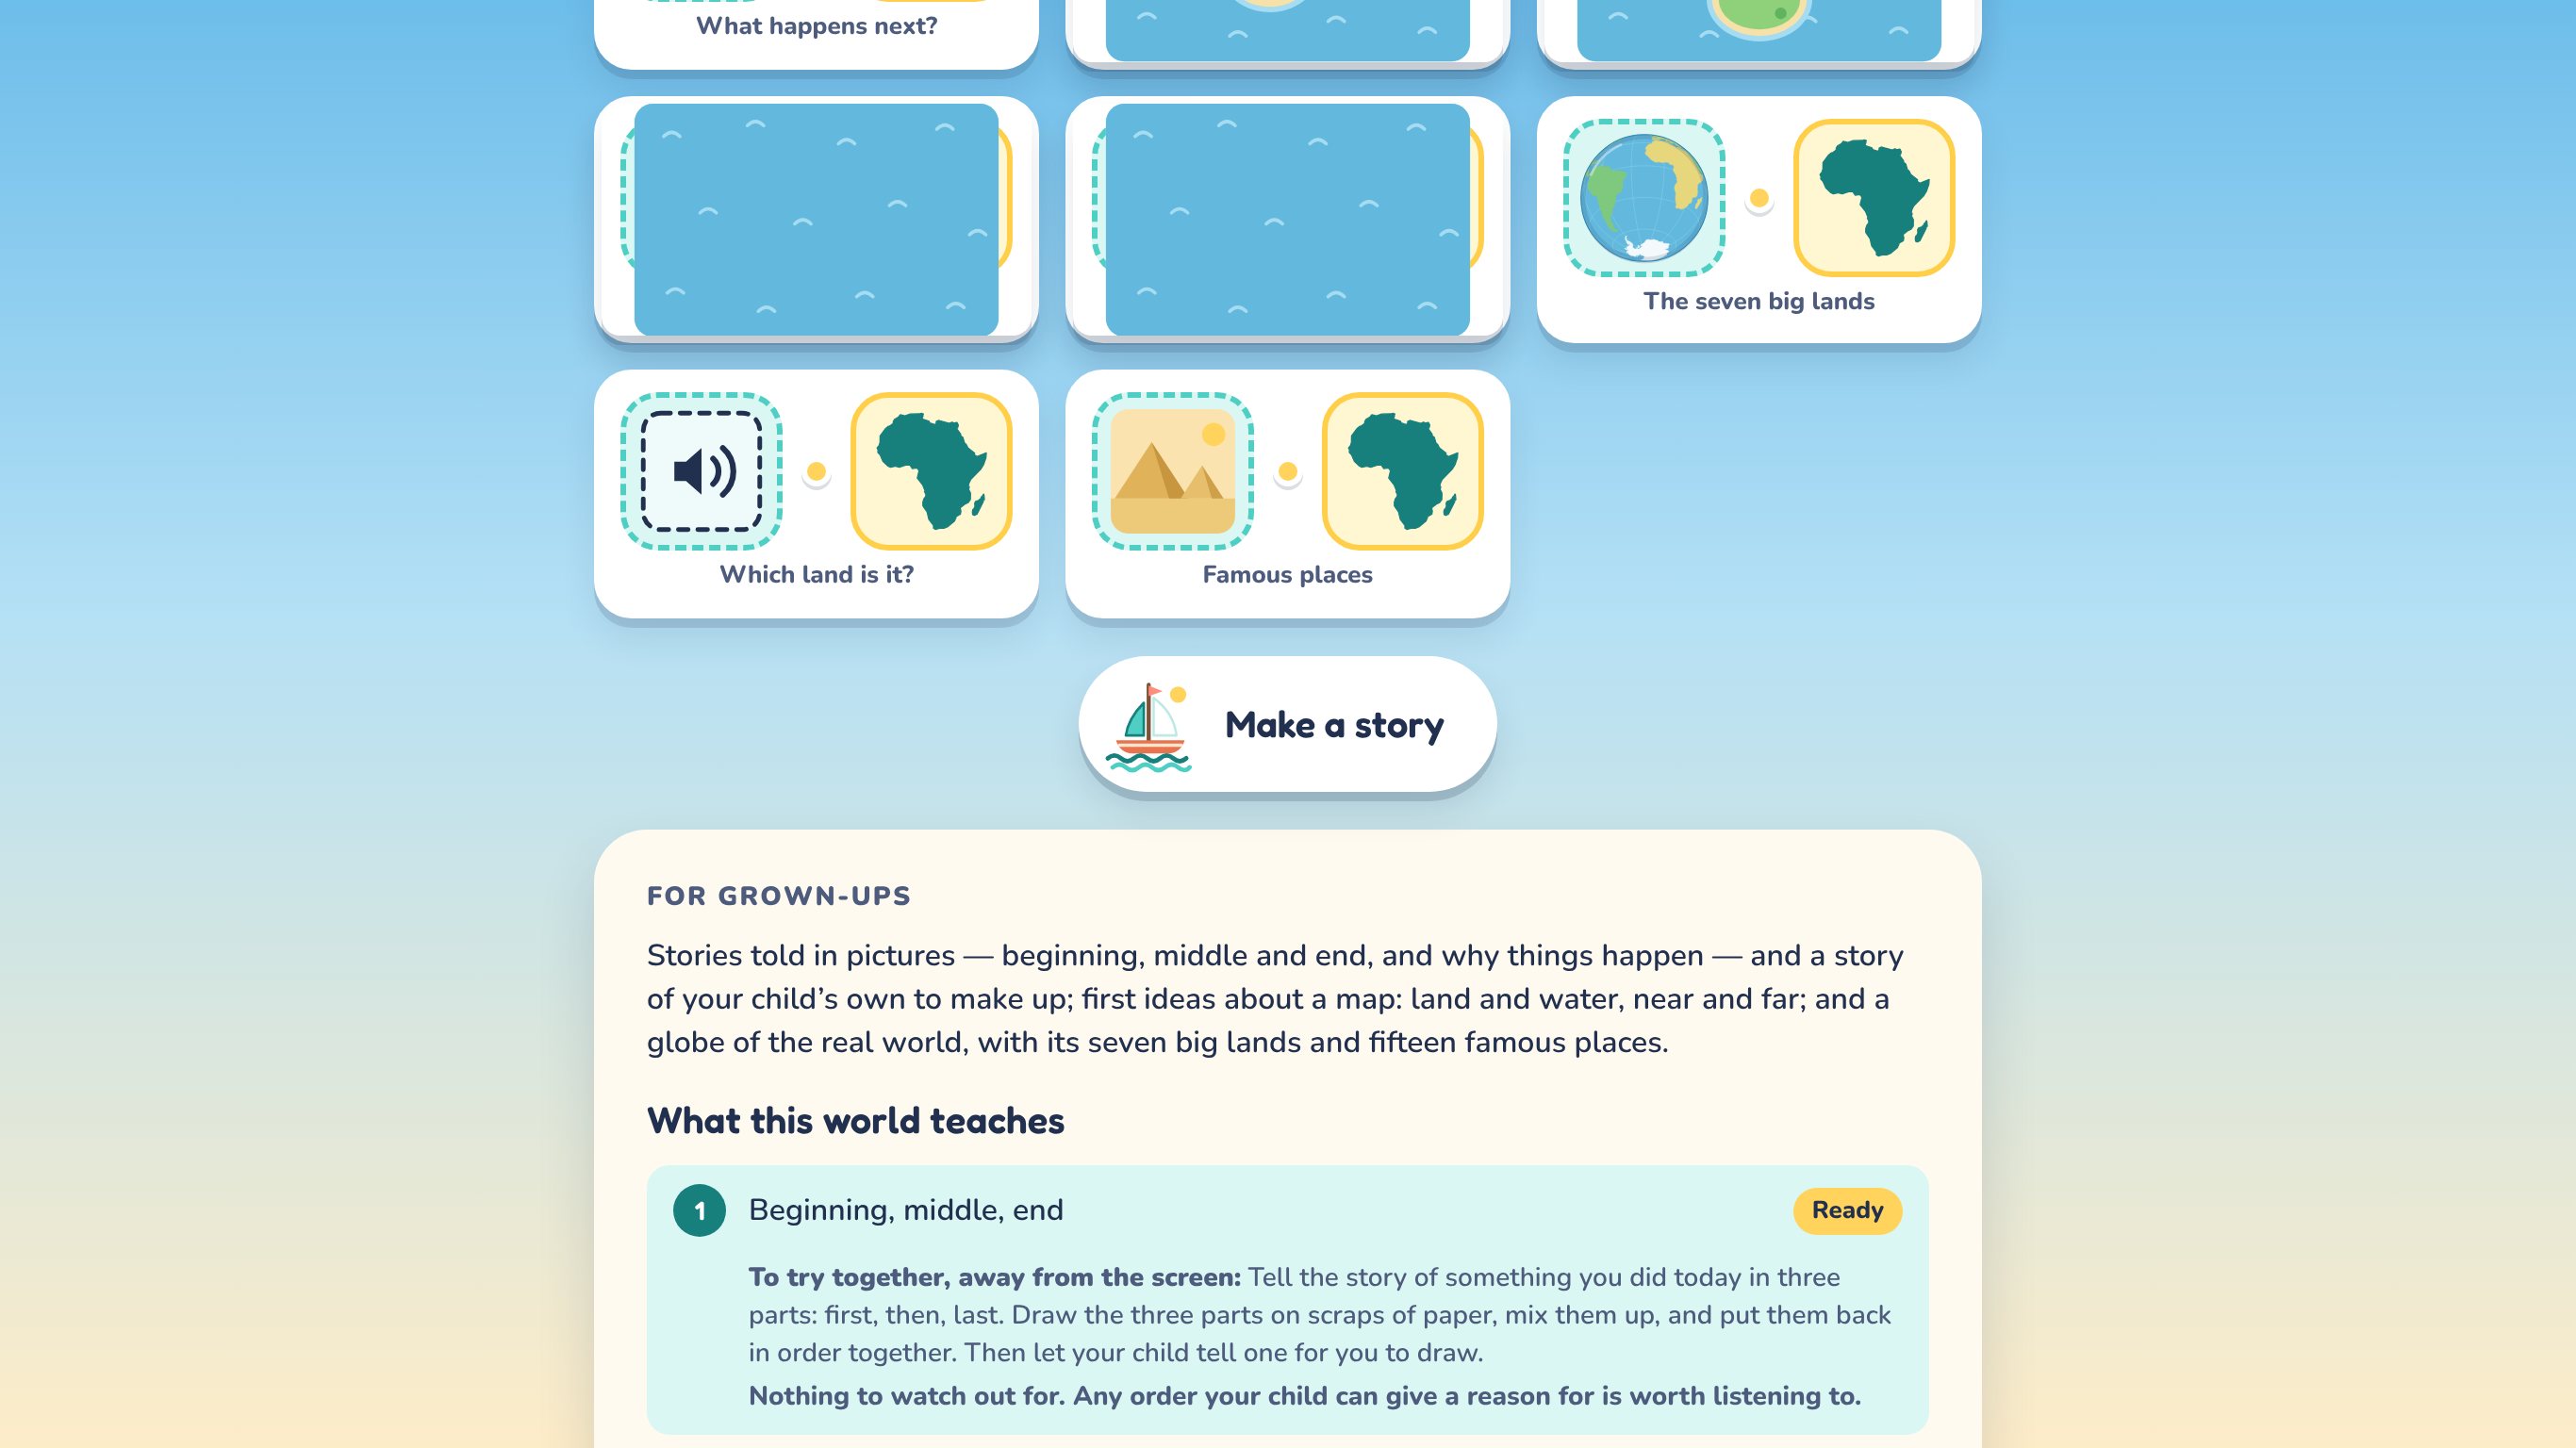 What happens next?
The seven big lands
Which land is it?
Famous places
Make a story
FOR GROWN-UPS
Stories told in pictures — beginning, middle and end, and why things happen — and a story
of your child’s own to make up; first ideas about a map: land and water, near and far; and a
globe of the real world, with its seven big lands and fifteen famous places.
What this world teaches
1 Beginning, middle, end Ready
To try together, away from the screen: Tell the story of something you did today in three
parts: first, then, last. Draw the three parts on scraps of paper, mix them up, and put them back
in order together. Then let your child tell one for you to draw.
Nothing to watch out for. Any order your child can give a reason for is worth listening to.